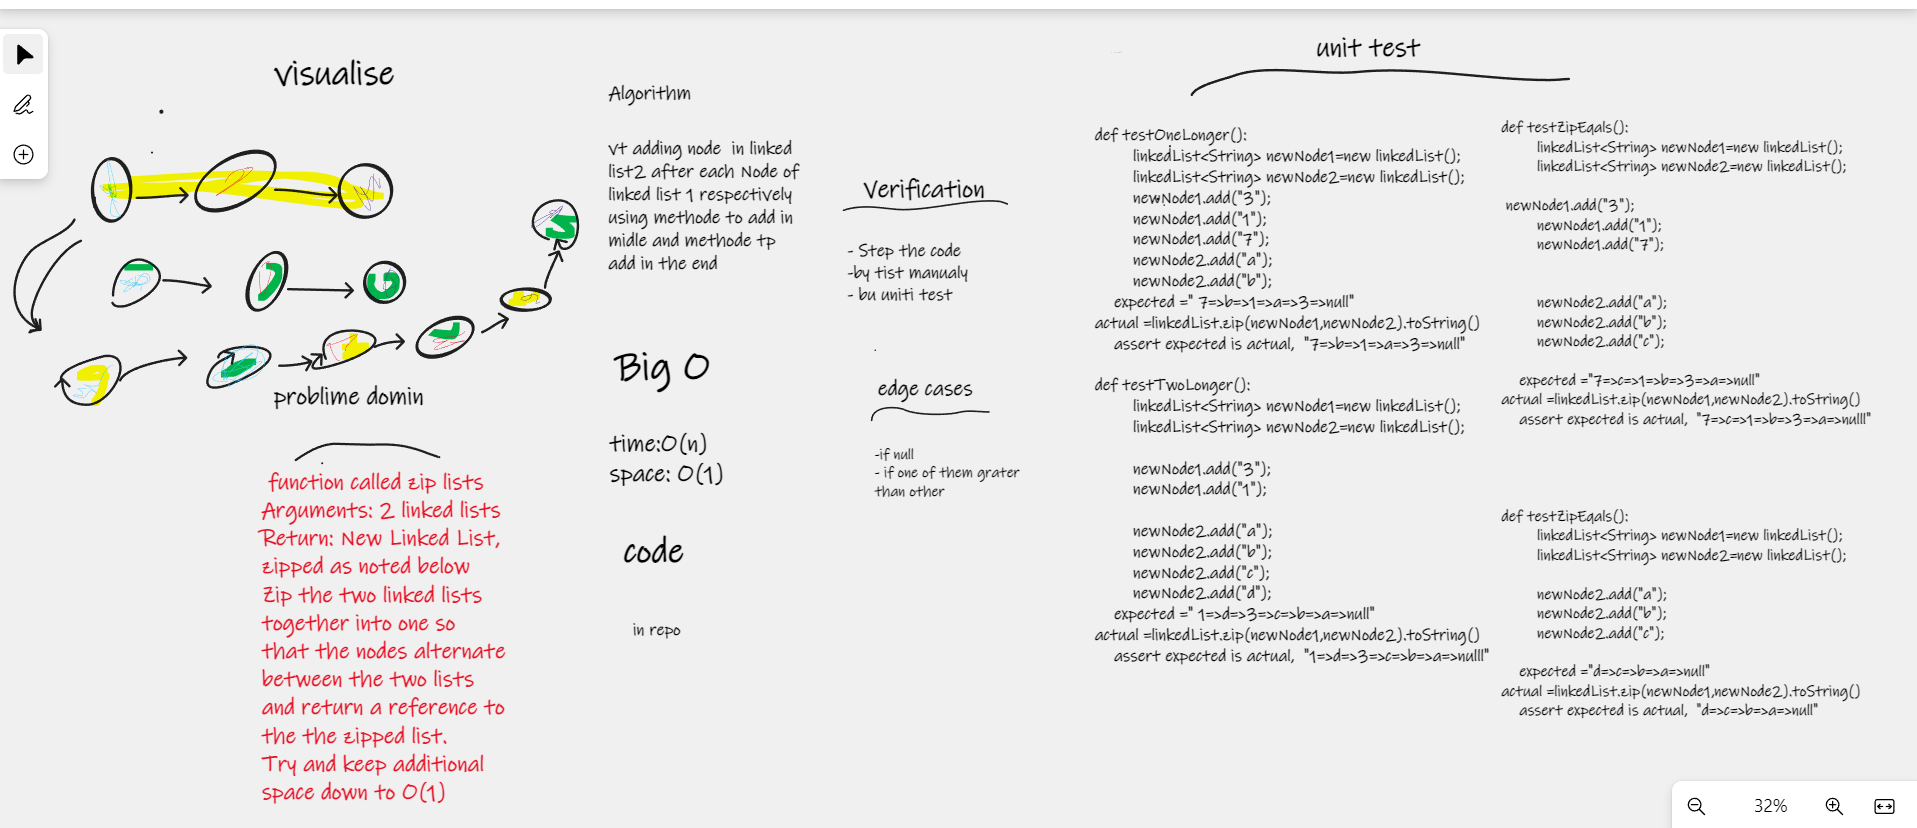 visualise
problime domin
function called zip lists
Arguments: 2 linked lists
Return: New Linked List,
zipped as noted below
Zip the two linked lists
together into one so
that the nodes alternate
between the two lists
and return a reference to
the the zipped list.
Try and keep additional
space down to O(1)
Algorithm
vt adding node in linked
list2 after each Node of
linked list 1 respectively
using methode to add in
midle and methode tp
add in the end
Big O
time:O(n)
space: O(1)
code
in repo
Verification
- Step the code
-by tist manualy
- bu uniti test
edge cases
-if null
- if one of them grater
than other
unit test
def testOneLonger():
linkedList<String> newNode1=new linkedList();
linkedList<String> newNode2=new linkedList();
newNode1.add("3");
newNode1.add("1");
newNode1.add("7");
newNode2.add("a");
newNode2.add("b");
expected =" 7=>b=>1=>a=>3=>null"
actual =linkedList.zip(newNode1,newNode2).toString()
assert expected is actual, "7=>b=>1=>a=>3=>null"
def testTwoLonger():
linkedList<String> newNode1=new linkedList();
linkedList<String> newNode2=new linkedList();
newNode1.add("3");
newNode1.add("1");
newNode2.add("a");
newNode2.add("b");
newNode2.add("c");
newNode2.add("d");
expected =" 1=>d=>3=>c=>b=>a=>null"
actual =linkedList.zip(newNode1,newNode2).toString()
assert expected is actual, "1=>d=>3=>c=>b=>a=>nulll"
def testZipEqals():
linkedList<String> newNode1=new linkedList();
linkedList<String> newNode2=new linkedList();
newNode1.add("3");
newNode1.add("1");
newNode1.add("7");
newNode2.add("a");
newNode2.add("b");
newNode2.add("c");
expected ="7=>c=>1=>b=>3=>a=>null"
actual =linkedList.zip(newNode1,newNode2).toString()
assert expected is actual, "7=>c=>1=>b=>3=>a=>nulll"
def testZipEqals():
linkedList<String> newNode1=new linkedList();
linkedList<String> newNode2=new linkedList();
newNode2.add("a");
newNode2.add("b");
newNode2.add("c");
expected ="d=>c=>b=>a=>null"
actual =linkedList.zip(newNode1,newNode2).toString()
assert expected is actual, "d=>c=>b=>a=>null"
32%